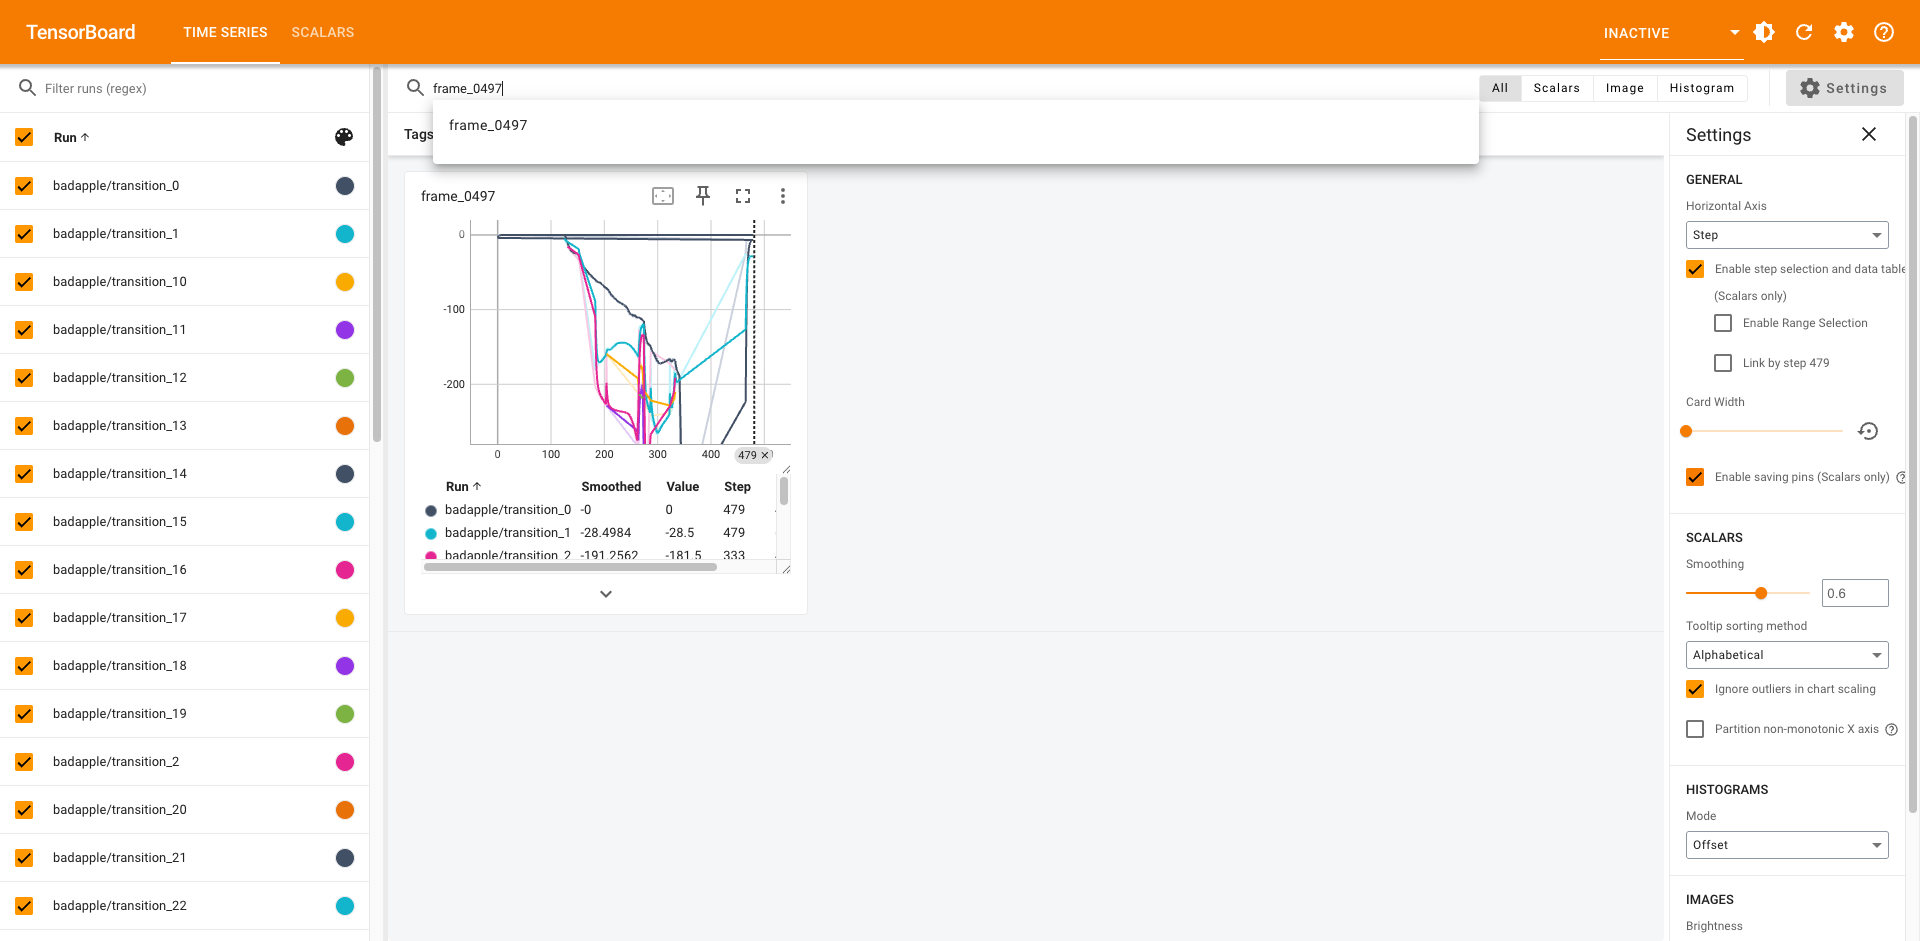 TensorBoard
TIME SERIES
SCALARS
INACTIVE
Filter runs (regex)
Run
badapple/transition_0
badapple/transition_1
badapple/transition_10
badapple/transition_11
badapple/transition_12
badapple/transition_13
badapple/transition_14
badapple/transition_15
badapple/transition_16
badapple/transition_17
badapple/transition_18
badapple/transition_19
badapple/transition_2
badapple/transition_20
badapple/transition_21
badapple/transition_22
frame_0497
All
Scalars
Image
Histogram
Settings
frame_0497
Tags
frame_0497
0
-100
-200
0 100 200 300 400 479
Run Smoothed Value Step
badapple/transition_0 -0 0 479
badapple/transition_1 -28.4984 -28.5 479
badapple/transition_2 -191.2562 -181.5 333
Settings
GENERAL
Horizontal Axis
Step
Enable step selection and data table
(Scalars only)
Enable Range Selection
Link by step 479
Card Width
Enable saving pins (Scalars only)
SCALARS
Smoothing
0.6
Tooltip sorting method
Alphabetical
Ignore outliers in chart scaling
Partition non-monotonic X axis
HISTOGRAMS
Mode
Offset
IMAGES
Brightness